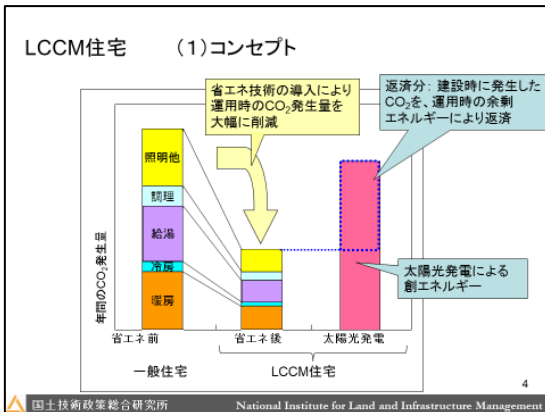 LCCM住宅　　（1）コンセプト
省エネ技術の導入により
運用時のCO₂発生量を
大幅に削減
返済分：建設時に発生した
CO₂を、運用時の余剰
エネルギーにより返済
年間のCO₂発生量
照明他
調理
給湯
冷房
暖房
太陽光発電による
創エネルギー
省エネ前
省エネ後
太陽光発電
一般住宅
LCCM住宅
4
国土技術政策総合研究所
National Institute for Land and Infrastructure Management